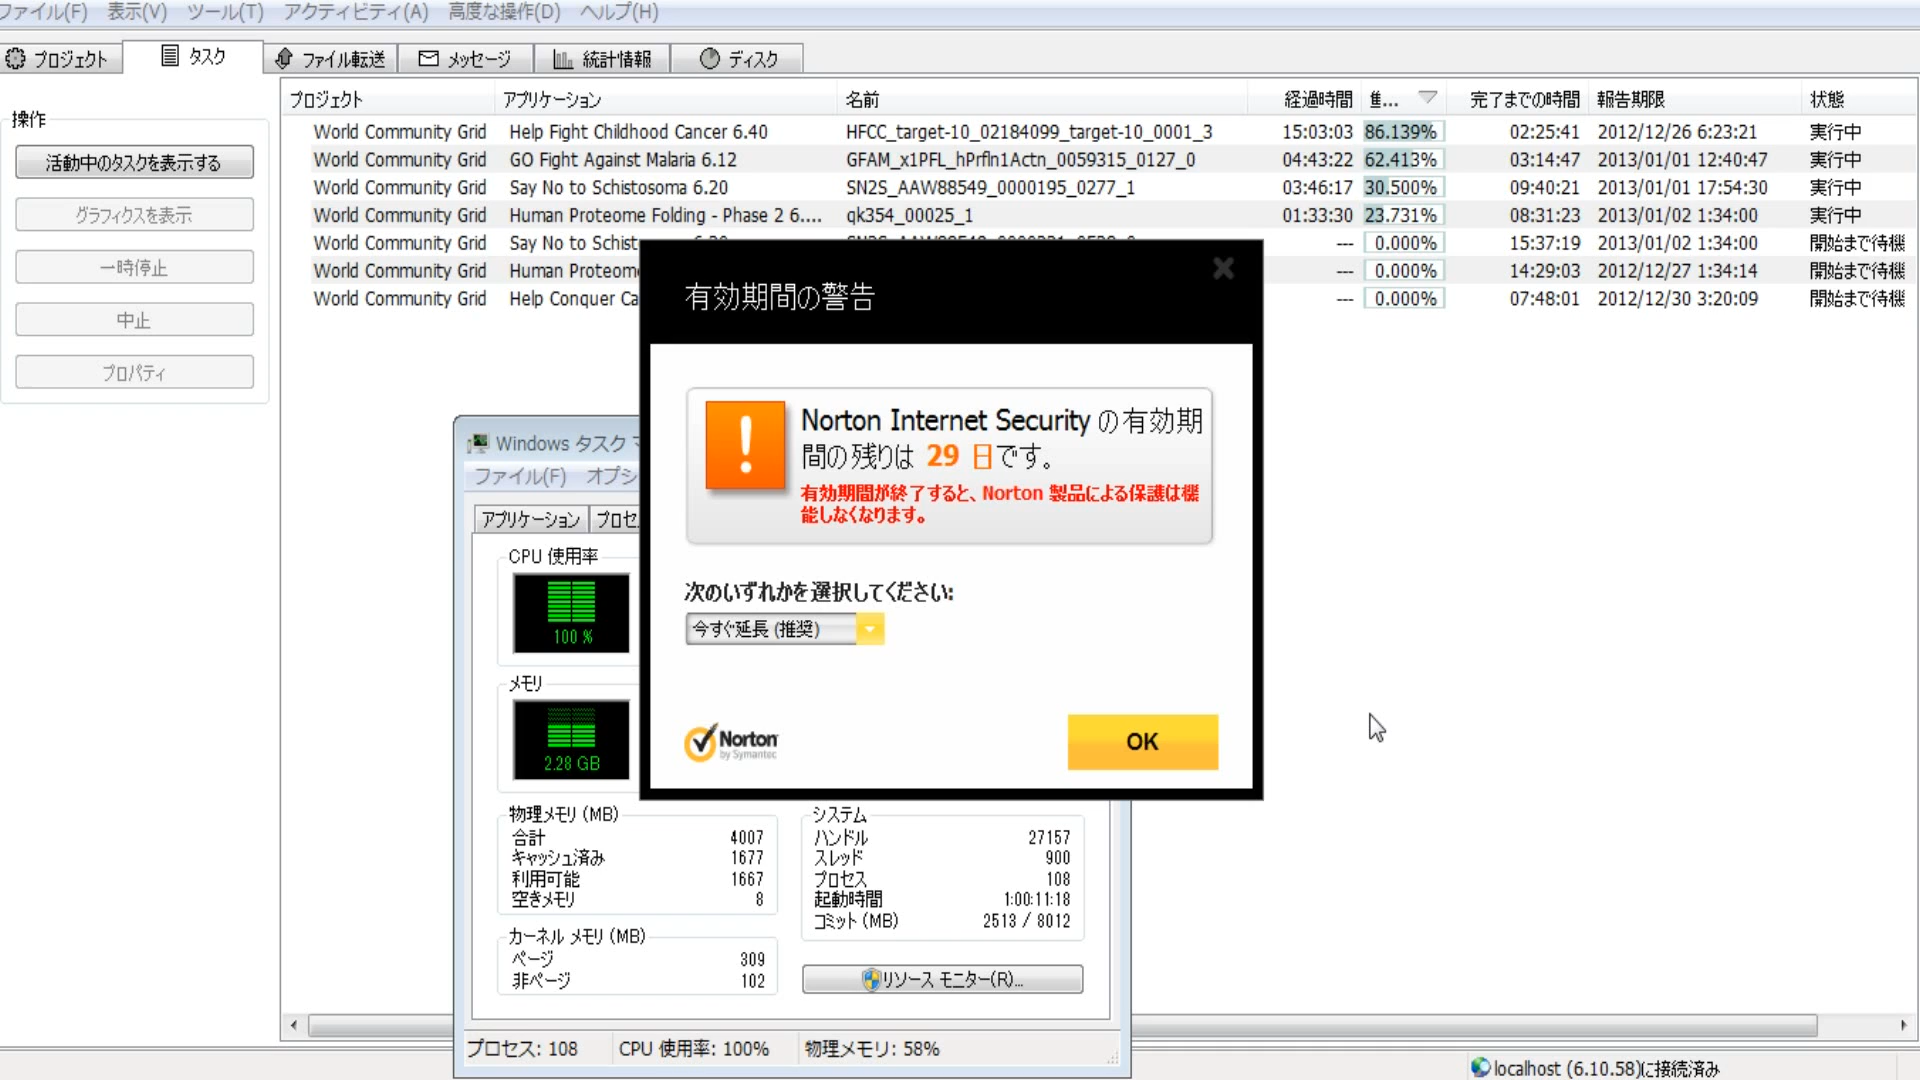 ファイル(F) 表示(V) ツール(T) アクティビティ(A) 高度な操作(D) ヘルプ(H)
プロジェクト タスク ファイル転送 メッセージ 統計情報 ディスク
操作
活動中のタスクを表示する
グラフィクスを表示
一時停止
中止
プロパティ
プロジェクト アプリケーション 名前 経過時間 進... 完了までの時間 報告期限 状態
World Community Grid Help Fight Childhood Cancer 6.40 HFCC_target-10_02184099_target-10_0001_3 15:03:03 86.139% 02:25:41 2012/12/26 6:23:21 実行中
World Community Grid GO Fight Against Malaria 6.12 GFAM_x1PFL_hPrfln1Actn_0059315_0127_0 04:43:22 62.413% 03:14:47 2013/01/01 12:40:47 実行中
World Community Grid Say No to Schistosoma 6.20 SN2S_AAW88549_0000195_0277_1 03:46:17 30.500% 09:40:21 2013/01/01 17:54:30 実行中
World Community Grid Human Proteome Folding - Phase 2 6.... qk354_00025_1 01:33:30 23.731% 08:31:23 2013/01/02 1:34:00 実行中
World Community Grid Say No to Schist --- 0.000% 15:37:19 2013/01/02 1:34:00 開始まで待機
World Community Grid Human Proteom --- 0.000% 14:29:03 2012/12/27 1:34:14 開始まで待機
World Community Grid Help Conquer Ca --- 0.000% 07:48:01 2012/12/30 3:20:09 開始まで待機
有効期間の警告
Norton Internet Security の有効期
間の残りは 29 日です。
有効期間が終了すると、Norton 製品による保護は機
能しなくなります。
次のいずれかを選択してください:
今すぐ延長 (推奨)
Norton
by Symantec
OK
Windows タスク マ
ファイル(F) オプシ
アプリケーション プロセ
CPU 使用率
100 %
メモリ
2.28 GB
物理メモリ (MB)
合計 4007
キャッシュ済み 1677
利用可能 1667
空きメモリ 8
カーネル メモリ (MB)
ページ 309
非ページ 102
システム
ハンドル 27157
スレッド 900
プロセス 108
起動時間 1:00:11:18
コミット (MB) 2513 / 8012
リソース モニター(R)...
プロセス: 108 CPU 使用率: 100% 物理メモリ: 58%
localhost (6.10.58)に接続済み